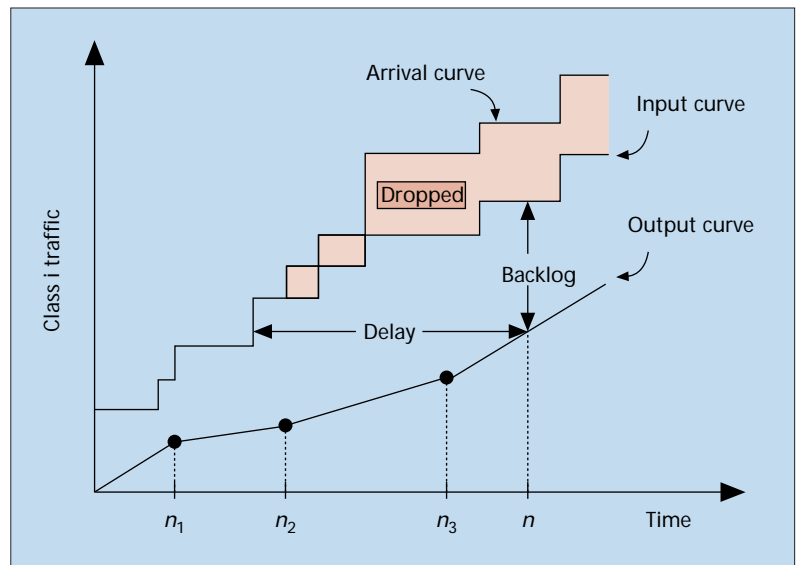 Arrival curve
Input curve
Dropped
Output curve
Class i traffic
Backlog
Delay
n1 n2 n3 n Time